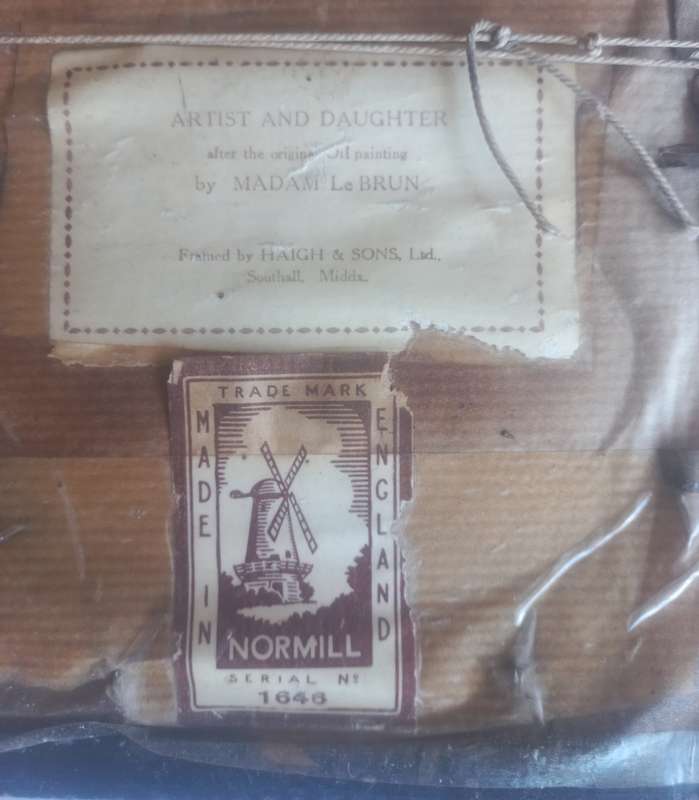 ARTIST AND DAUGHTER
after the original Oil painting
by MADAM Le BRUN
Framed by HAIGH & SONS, Ltd.,
Southall, Middx.
TRADE MARK
MADE IN
ENGLAND
NORMILL
SERIAL Nº
1646